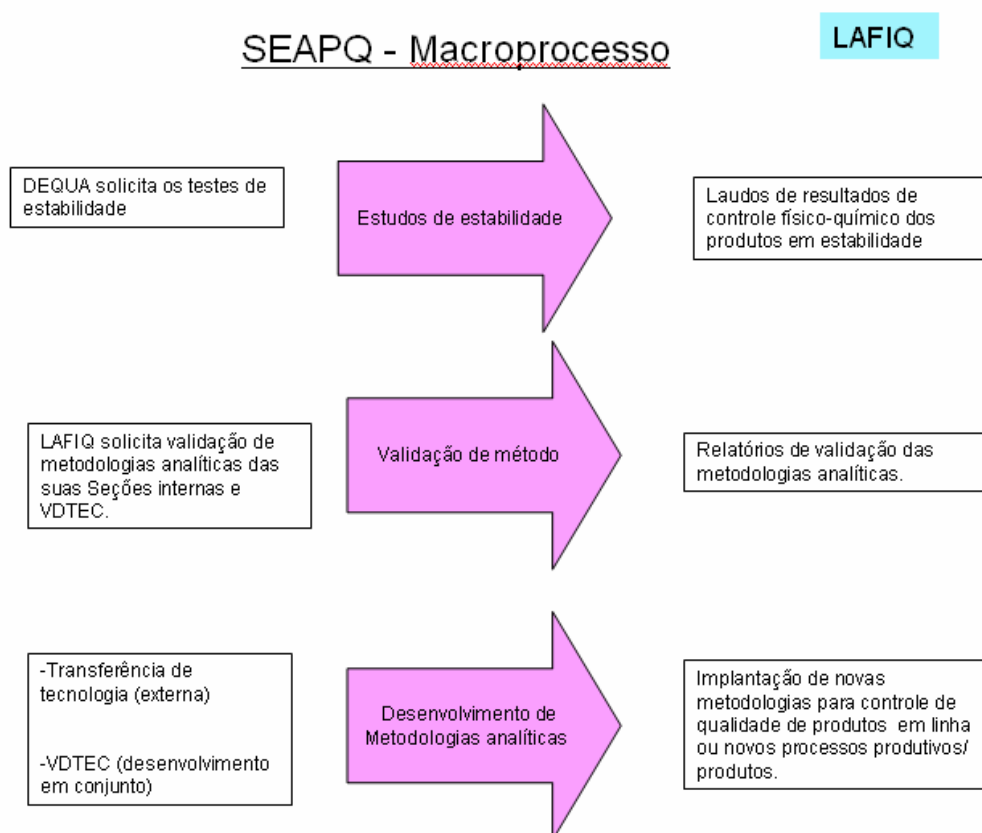 SEAPQ - Macroprocesso
LAFIQ
DEQUA solicita os testes de
estabilidade
Estudos de estabilidade
Laudos de resultados de
controle físico-químico dos
produtos em estabilidade
LAFIQ solicita validação de
metodologias analíticas das
suas Seções internas e
VDTEC.
Validação de método
Relatórios de validação das
metodologias analíticas.
-Transferência de
tecnologia (externa)
-VDTEC (desenvolvimento
em conjunto)
Desenvolvimento de
Metodologias analíticas
Implantação de novas
metodologias para controle de
qualidade de produtos em linha
ou novos processos produtivos/
produtos.